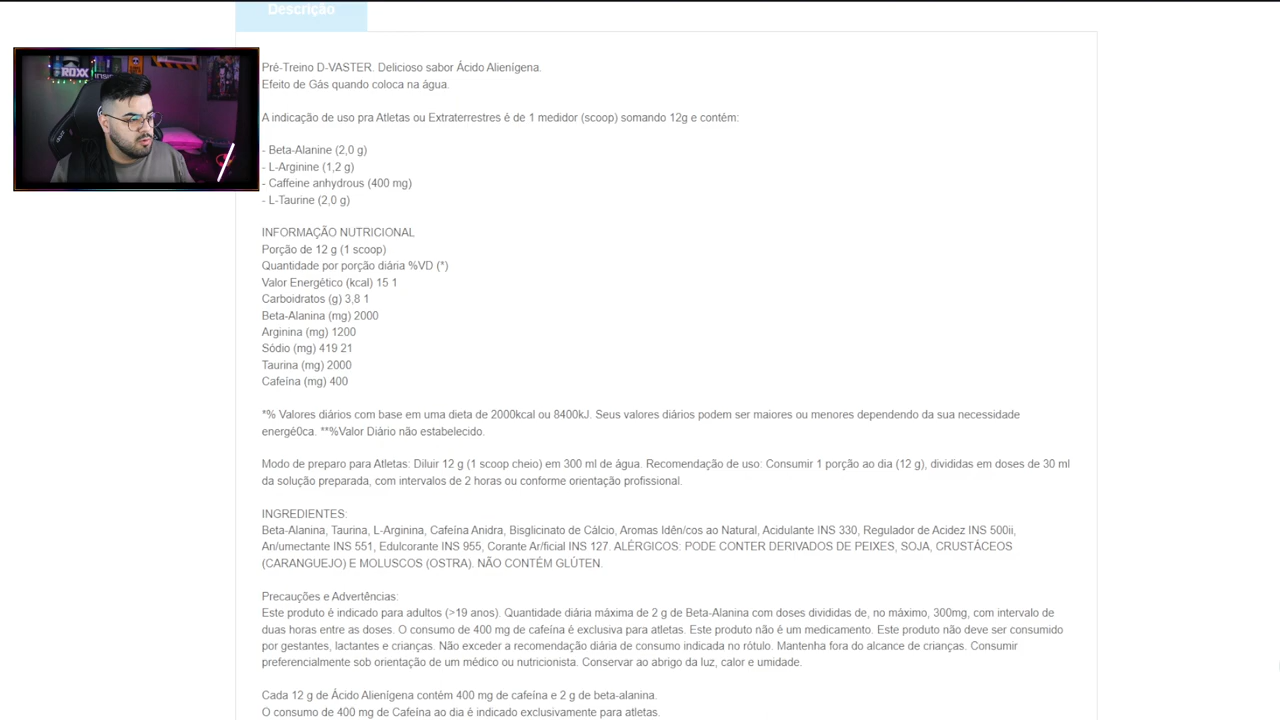 Descrição
ROXX
Pré-Treino D-VASTER. Delicioso sabor Ácido Alienígena.
Efeito de Gás quando coloca na água.
A indicação de uso pra Atletas ou Extraterrestres é de 1 medidor (scoop) somando 12g e contém:
- Beta-Alanine (2,0 g)
- L-Arginine (1,2 g)
- Caffeine anhydrous (400 mg)
- L-Taurine (2,0 g)
INFORMAÇÃO NUTRICIONAL
Porção de 12 g (1 scoop)
Quantidade por porção diária %VD (*)
Valor Energético (kcal) 15 1
Carboidratos (g) 3,8 1
Beta-Alanina (mg) 2000
Arginina (mg) 1200
Sódio (mg) 419 21
Taurina (mg) 2000
Cafeína (mg) 400
*% Valores diários com base em uma dieta de 2000kcal ou 8400kJ. Seus valores diários podem ser maiores ou menores dependendo da sua necessidade
energé0ca. **%Valor Diário não estabelecido.
Modo de preparo para Atletas: Diluir 12 g (1 scoop cheio) em 300 ml de água. Recomendação de uso: Consumir 1 porção ao dia (12 g), divididas em doses de 30 ml
da solução preparada, com intervalos de 2 horas ou conforme orientação profissional.
INGREDIENTES:
Beta-Alanina, Taurina, L-Arginina, Cafeína Anidra, Bisglicinato de Cálcio, Aromas Idên/cos ao Natural, Acidulante INS 330, Regulador de Acidez INS 500ii,
An/umectante INS 551, Edulcorante INS 955, Corante Ar/ficial INS 127. ALÉRGICOS: PODE CONTER DERIVADOS DE PEIXES, SOJA, CRUSTÁCEOS
(CARANGUEJO) E MOLUSCOS (OSTRA). NÃO CONTÉM GLÚTEN.
Precauções e Advertências:
Este produto é indicado para adultos (>19 anos). Quantidade diária máxima de 2 g de Beta-Alanina com doses divididas de, no máximo, 300mg, com intervalo de
duas horas entre as doses. O consumo de 400 mg de cafeína é exclusiva para atletas. Este produto não é um medicamento. Este produto não deve ser consumido
por gestantes, lactantes e crianças. Não exceder a recomendação diária de consumo indicada no rótulo. Mantenha fora do alcance de crianças. Consumir
preferencialmente sob orientação de um médico ou nutricionista. Conservar ao abrigo da luz, calor e umidade.
Cada 12 g de Ácido Alienígena contém 400 mg de cafeína e 2 g de beta-alanina.
O consumo de 400 mg de Cafeína ao dia é indicado exclusivamente para atletas.